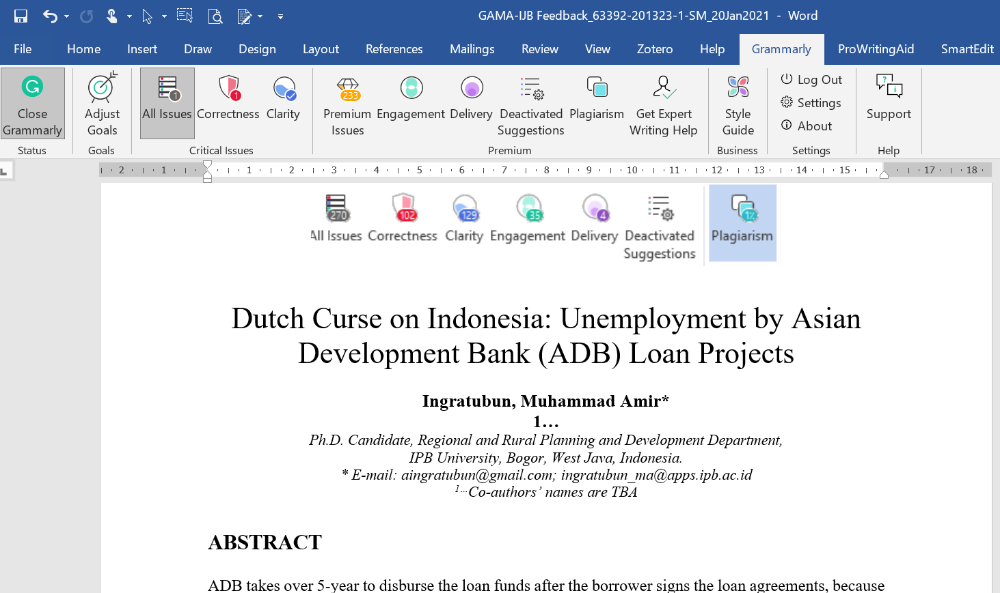 GAMA-IJB Feedback_63392-201323-1-SM_20Jan2021 - Word
File Home Insert Draw Design Layout References Mailings Review View Zotero Help Grammarly ProWritingAid SmartEdit
1 1 233 Log Out
Close Adjust All Issues Correctness Clarity Premium Engagement Delivery Deactivated Plagiarism Get Expert Style Settings Support
Grammarly Goals Issues Suggestions Writing Help Guide About
Status Goals Critical Issues Premium Business Settings Help
2 1 1 2 3 4 5 6 7 8 9 10 11 12 13 14 15 17 18
270 102 129 35 4 1%
All Issues Correctness Clarity Engagement Delivery Deactivated Plagiarism
Suggestions
Dutch Curse on Indonesia: Unemployment by Asian
Development Bank (ADB) Loan Projects
Ingratubun, Muhammad Amir*
1…
Ph.D. Candidate, Regional and Rural Planning and Development Department,
IPB University, Bogor, West Java, Indonesia.
* E-mail: aingratubun@gmail.com; ingratubun_ma@apps.ipb.ac.id
1…Co-authors’ names are TBA
ABSTRACT
ADB takes over 5-year to disburse the loan funds after the borrower signs the loan agreements, because